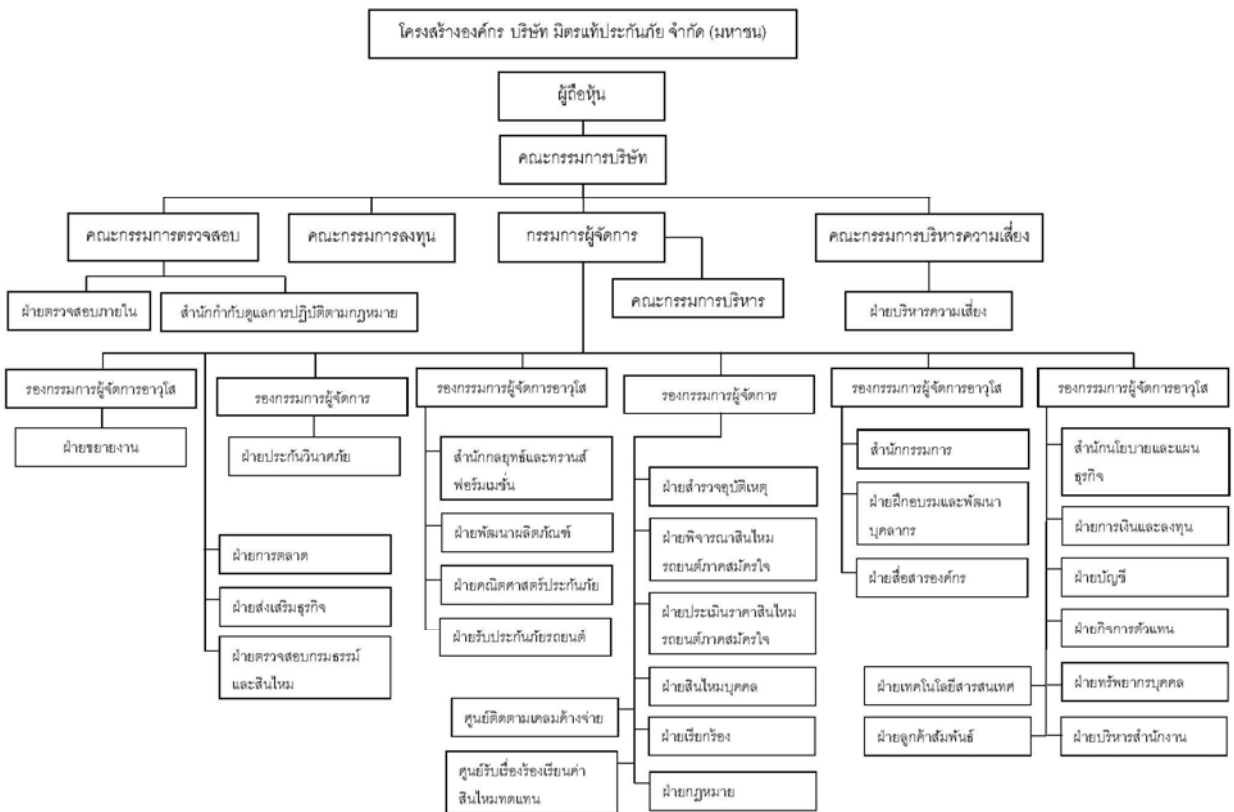 โครงสร้างองค์กร บริษัท มิตรแท้ประกันภัย จำกัด (มหาชน)
ผู้ถือหุ้น
คณะกรรมการบริษัท
คณะกรรมการตรวจสอบ
คณะกรรมการลงทุน
กรรมการผู้จัดการ
คณะกรรมการบริหารความเสี่ยง
ฝ่ายตรวจสอบภายใน
สำนักกำกับดูแลการปฏิบัติตามกฎหมาย
คณะกรรมการบริหาร
ฝ่ายบริหารความเสี่ยง
รองกรรมการผู้จัดการอาวุโส
ฝ่ายขยายงาน
ฝ่ายการตลาด
ฝ่ายส่งเสริมธุรกิจ
ฝ่ายตรวจสอบกรมธรรม์
และสินไหม
รองกรรมการผู้จัดการ
ฝ่ายประกันวินาศภัย
รองกรรมการผู้จัดการอาวุโส
สำนักกลยุทธ์และทรานส์
ฟอร์มเมชั่น
ฝ่ายพัฒนาผลิตภัณฑ์
ฝ่ายคณิตศาสตร์ประกันภัย
ฝ่ายรับประกันภัยรถยนต์
รองกรรมการผู้จัดการ
ฝ่ายสำรวจอุบัติเหตุ
ฝ่ายพิจารณาสินไหม
รถยนต์ภาคสมัครใจ
ฝ่ายประเมินราคาสินไหม
รถยนต์ภาคสมัครใจ
ฝ่ายสินไหมบุคคล
ศูนย์ติดตามเคลมค้างจ่าย
ฝ่ายเรียกร้อง
ศูนย์รับเรื่องร้องเรียนค่า
สินไหมทดแทน
ฝ่ายกฎหมาย
รองกรรมการผู้จัดการอาวุโส
สำนักกรรมการ
ฝ่ายฝึกอบรมและพัฒนา
บุคลากร
ฝ่ายสื่อสารองค์กร
รองกรรมการผู้จัดการอาวุโส
สำนักนโยบายและแผน
ธุรกิจ
ฝ่ายการเงินและลงทุน
ฝ่ายบัญชี
ฝ่ายกิจการตัวแทน
ฝ่ายเทคโนโลยีสารสนเทศ
ฝ่ายทรัพยากรบุคคล
ฝ่ายลูกค้าสัมพันธ์
ฝ่ายบริหารสำนักงาน